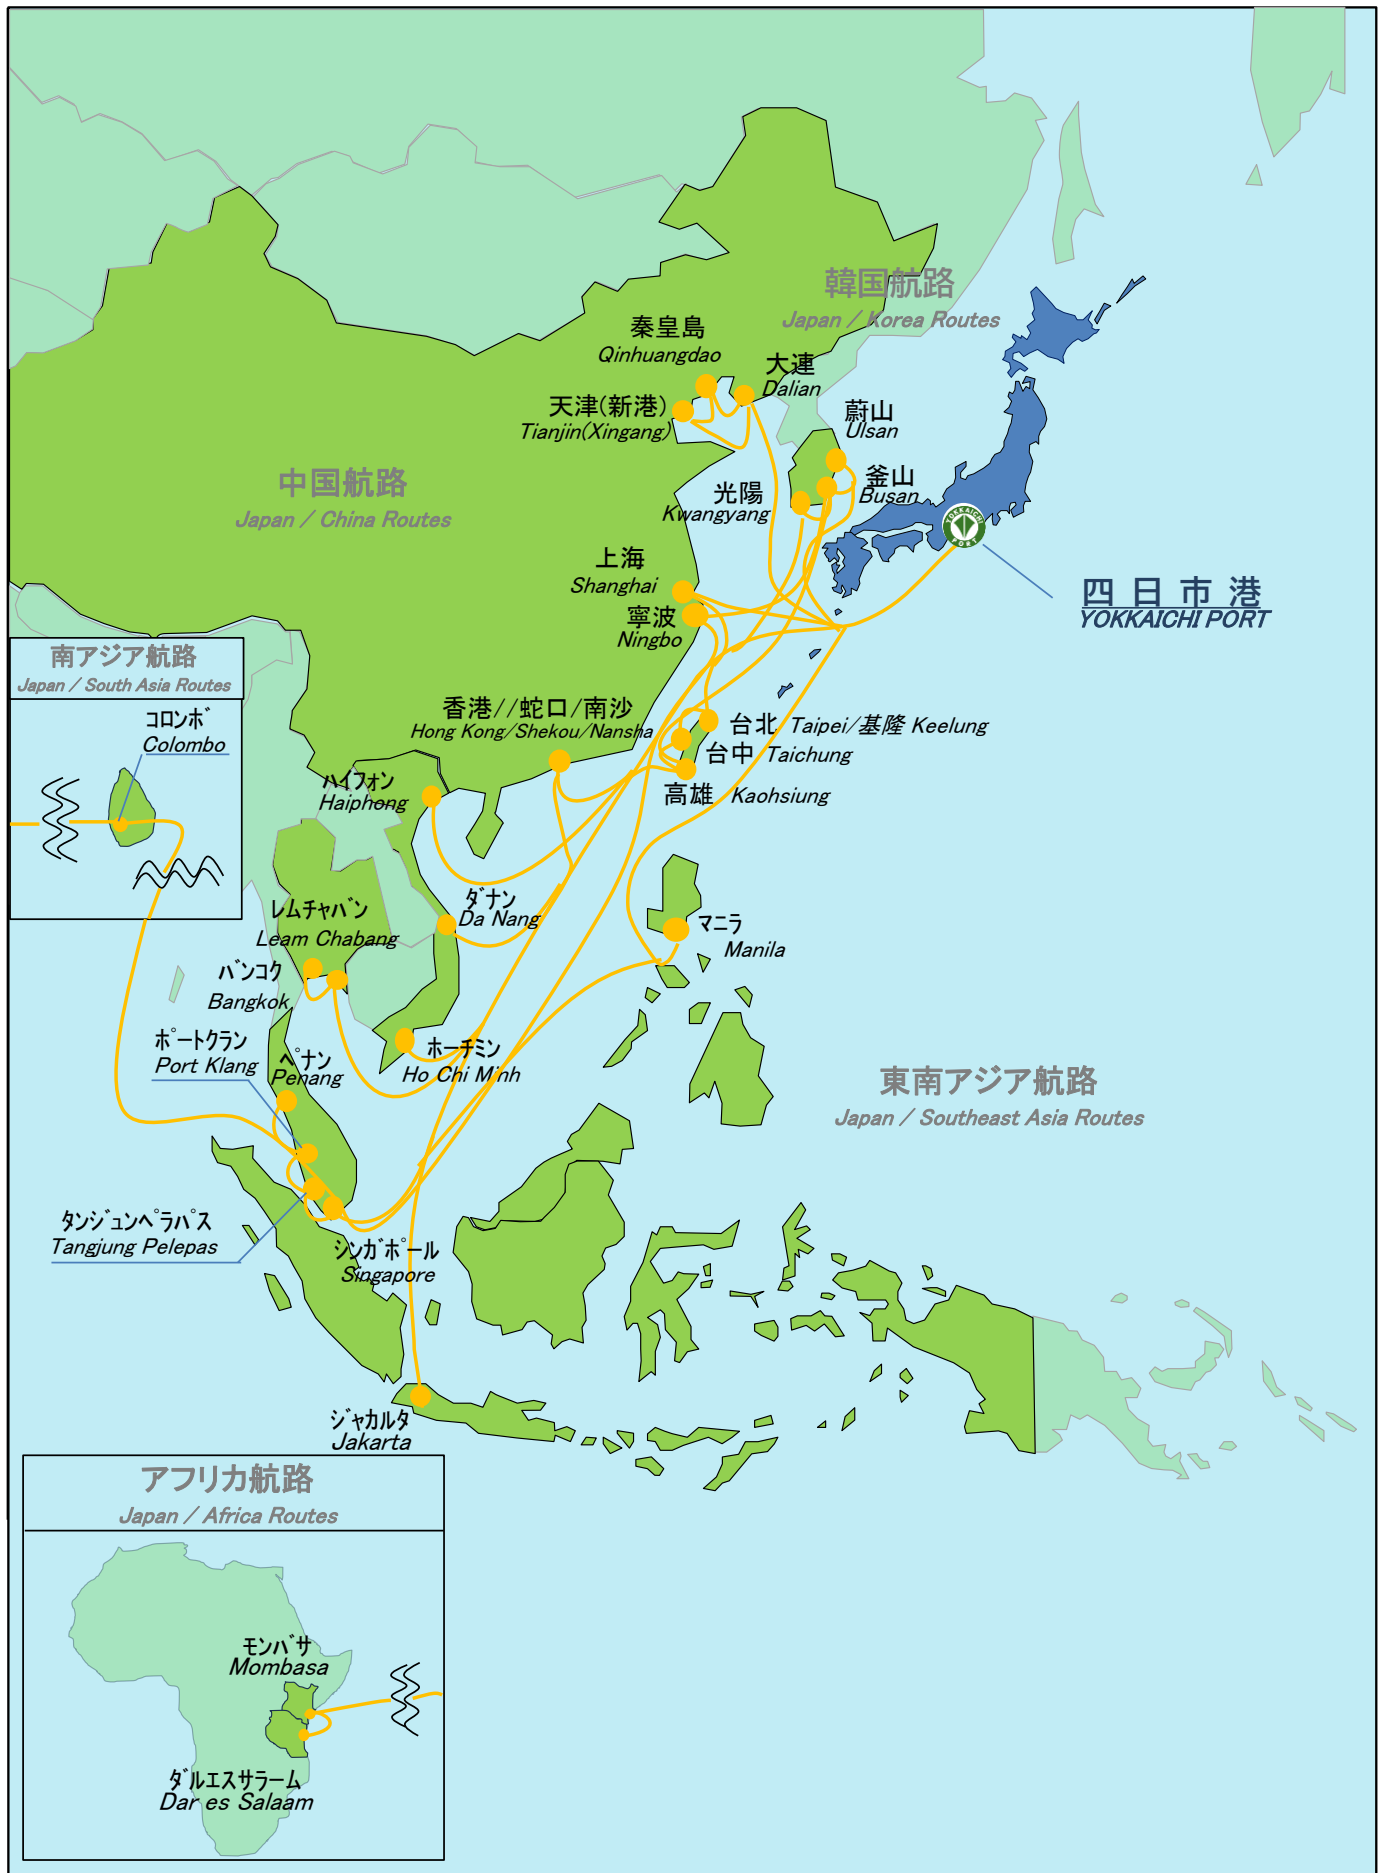 韓国航路
Japan / Korea Routes
秦皇島
Qinhuangdao
大連
Dalian
天津(新港)
Tianjin(Xingang)
蔚山
Ulsan
釜山
Busan
光陽
Kwangyang
中国航路
Japan / China Routes
YOKKAICHI
PORT
上海
Shanghai
四日市港
YOKKAICHI PORT
寧波
Ningbo
南アジア航路
Japan / South Asia Routes
コロンボ
Colombo
香港//蛇口/南沙
Hong Kong/Shekou/Nansha
台北 Taipei/基隆 Keelung
台中 Taichung
高雄 Kaohsiung
ハイフォン
Haiphong
ダナン
Da Nang
レムチャバン
Leam Chabang
マニラ
Manila
バンコク
Bangkok
ポートクラン
Port Klang
ペナン
Penang
ホーチミン
Ho Chi Minh
東南アジア航路
Japan / Southeast Asia Routes
タンジュンペラパス
Tangjung Pelepas
シンガポール
Singapore
ジャカルタ
Jakarta
アフリカ航路
Japan / Africa Routes
モンバサ
Mombasa
ダルエスサラーム
Dar es Salaam